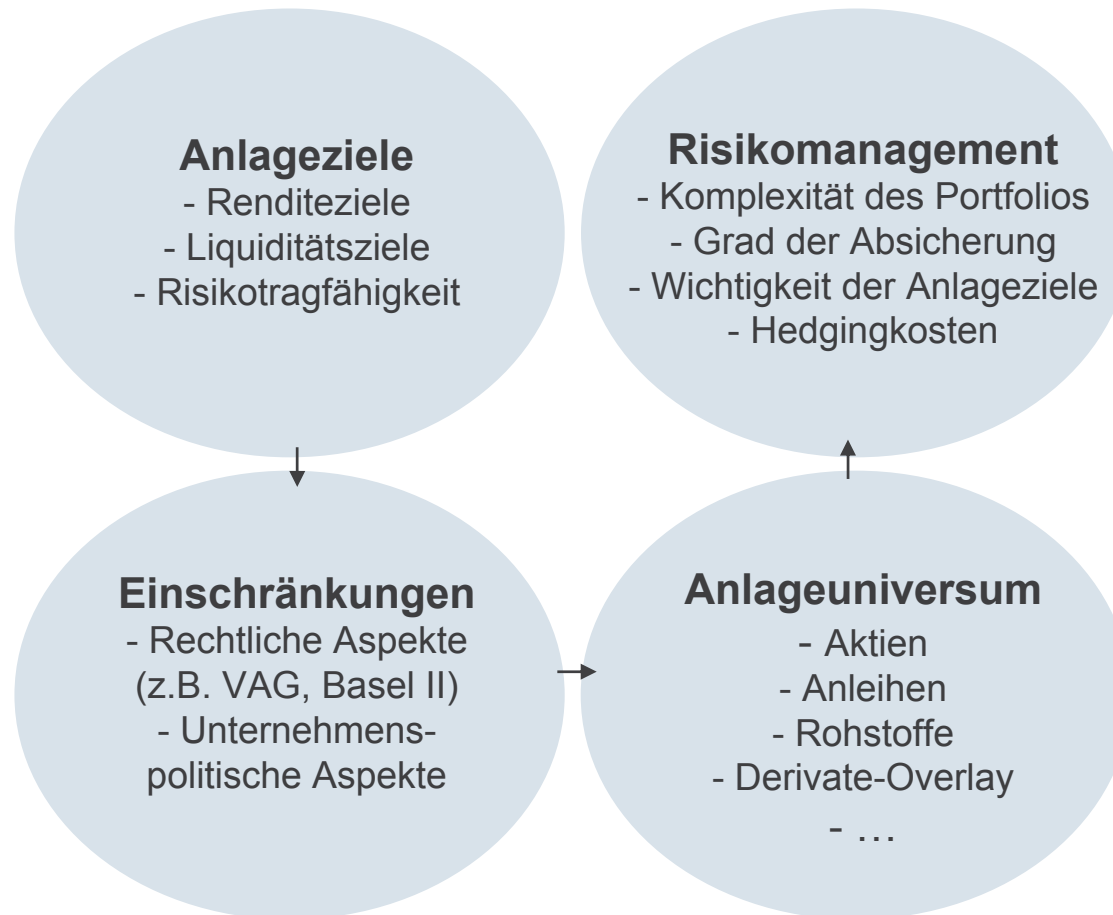 Anlageziele
- Renditeziele
- Liquiditätsziele
- Risikotragfähigkeit
Risikomanagement
- Komplexität des Portfolios
- Grad der Absicherung
- Wichtigkeit der Anlageziele
- Hedgingkosten
Einschränkungen
- Rechtliche Aspekte
(z.B. VAG, Basel II)
- Unternehmens-
politische Aspekte
Anlageuniversum
- Aktien
- Anleihen
- Rohstoffe
- Derivate-Overlay
- …